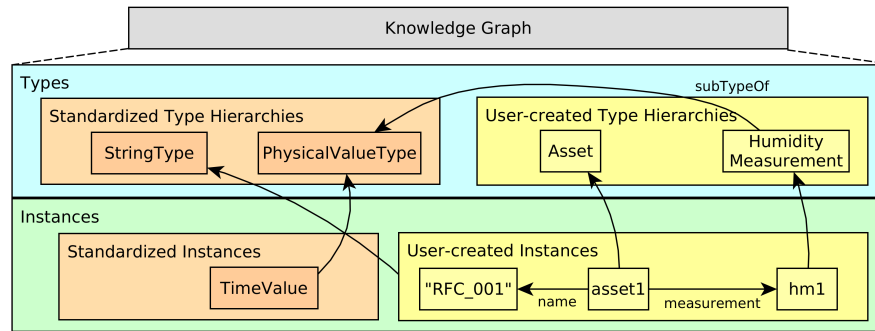 Knowledge Graph
Types
subTypeOf
Standardized Type Hierarchies
User-created Type Hierarchies
StringType
PhysicalValueType
Asset
Humidity
Measurement
Instances
Standardized Instances
User-created Instances
TimeValue
"RFC_001"
asset1
hm1
name
measurement